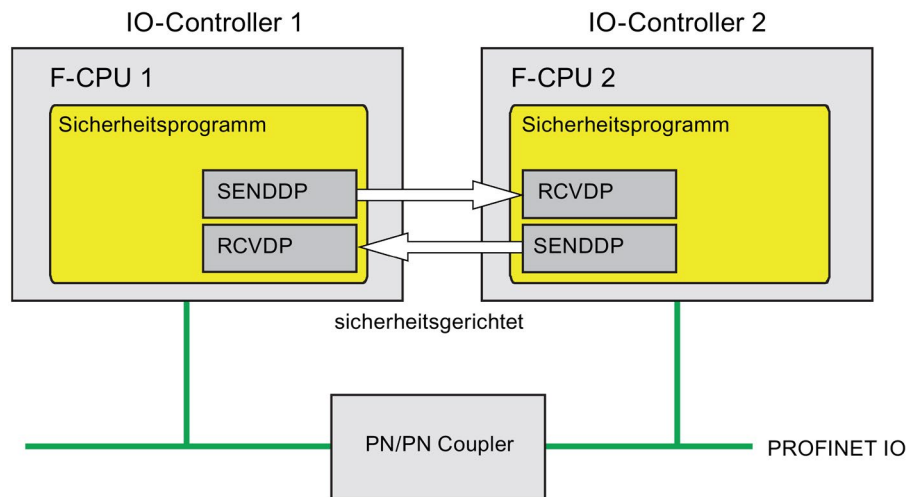 IO-Controller 1
IO-Controller 2
F-CPU 1
F-CPU 2
Sicherheitsprogramm
Sicherheitsprogramm
SENDDP
RCVDP
RCVDP
SENDDP
sicherheitsgerichtet
PN/PN Coupler
PROFINET IO